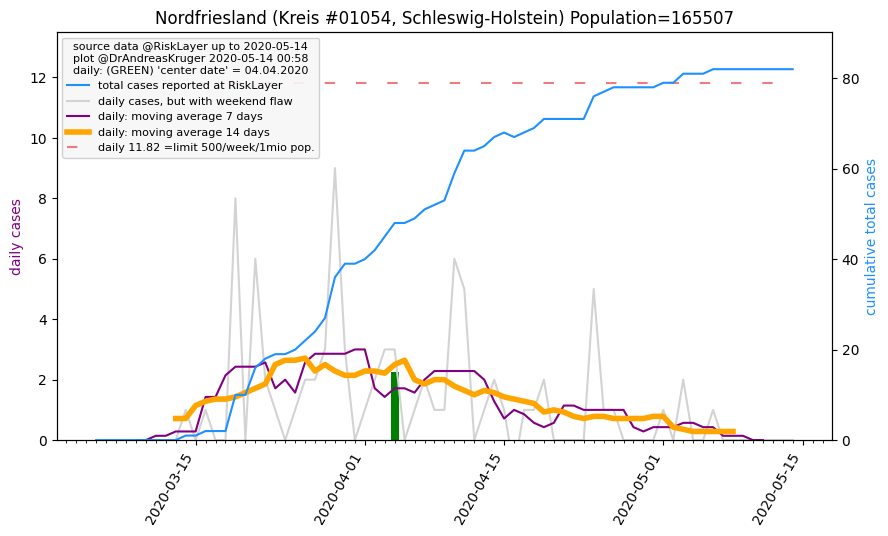 Nordfriesland (Kreis #01054, Schleswig-Holstein) Population=165507
source data @RiskLayer up to 2020-05-14
plot @DrAndreasKruger 2020-05-14 00:58
daily: (GREEN) 'center date' = 04.04.2020
total cases reported at RiskLayer
daily cases, but with weekend flaw
daily: moving average 7 days
daily: moving average 14 days
daily 11.82 =limit 500/week/1mio pop.
daily cases
12
10
8
6
4
2
0
80
60
40
20
0
cumulative total cases
2020-03-15
2020-04-01
2020-04-15
2020-05-01
2020-05-15